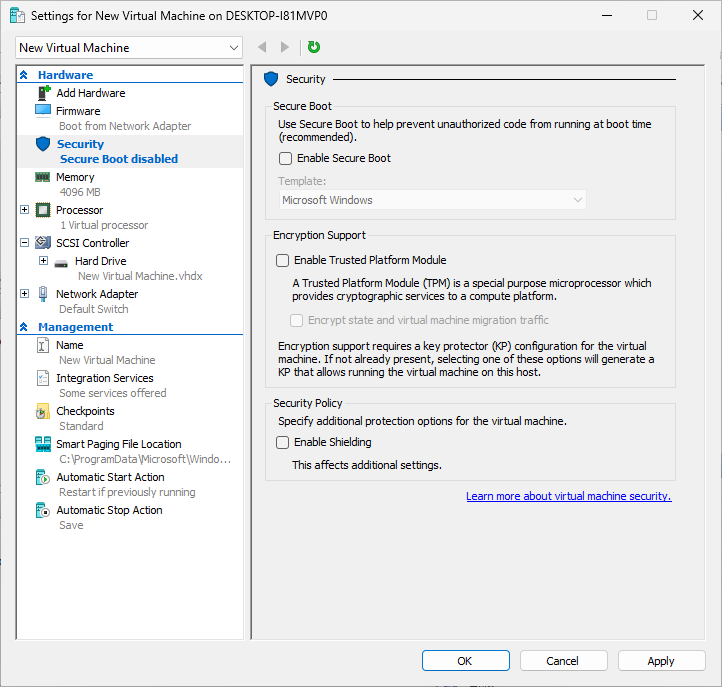 Settings for New Virtual Machine on DESKTOP-I81MVP0
New Virtual Machine
Hardware
Add Hardware
Firmware
Boot from Network Adapter
Security
Secure Boot disabled
Memory
4096 MB
Processor
1 Virtual processor
SCSI Controller
Hard Drive
New Virtual Machine.vhdx
Network Adapter
Default Switch
Management
Name
New Virtual Machine
Integration Services
Some services offered
Checkpoints
Standard
Smart Paging File Location
C:\ProgramData\Microsoft\Windo...
Automatic Start Action
Restart if previously running
Automatic Stop Action
Save
Security
Secure Boot
Use Secure Boot to help prevent unauthorized code from running at boot time
(recommended).
Enable Secure Boot
Template:
Microsoft Windows
Encryption Support
Enable Trusted Platform Module
A Trusted Platform Module (TPM) is a special purpose microprocessor which
provides cryptographic services to a compute platform.
Encrypt state and virtual machine migration traffic
Encryption support requires a key protector (KP) configuration for the virtual
machine. If not already present, selecting one of these options will generate a
KP that allows running the virtual machine on this host.
Security Policy
Specify additional protection options for the virtual machine.
Enable Shielding
This affects additional settings.
Learn more about virtual machine security.
OK
Cancel
Apply